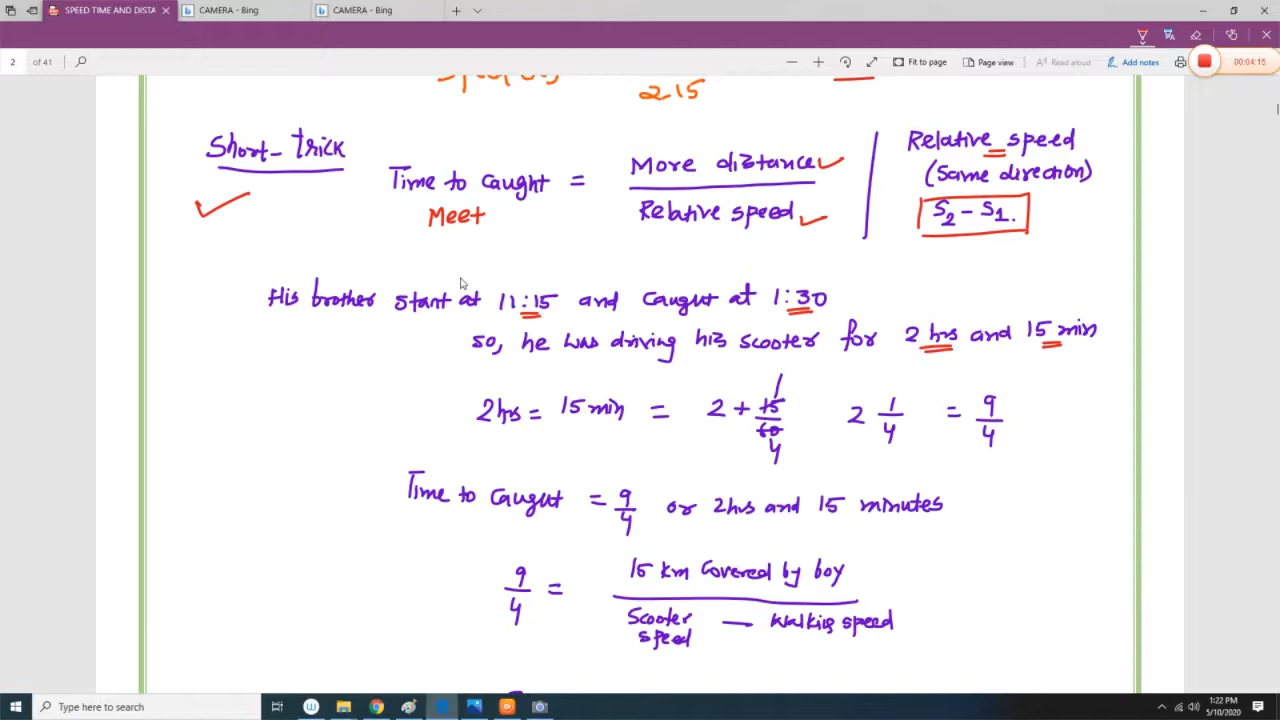 SPEED TIME AND DISTA
CAMERA - Bing
CAMERA - Bing
2 of 41
Fit to page
Page view
Read aloud
Add notes
00:04:15
215
Short-trick
Time to caught = More distance
Meet
Relative speed
Relative speed
(Same direction)
S2 - S1.
His brother start at 11:15 and caught at 1:30
so, he was driving his scooter for 2 hrs and 15 min
2hrs = 15 min = 2 + 15/60 1/4 2 1/4 = 9/4
Time to caught = 9/4 or 2hrs and 15 minutes
9/4 = 15 km covered by boy
Scooter speed — Walking speed
Type here to search
1:22 PM
5/10/2020